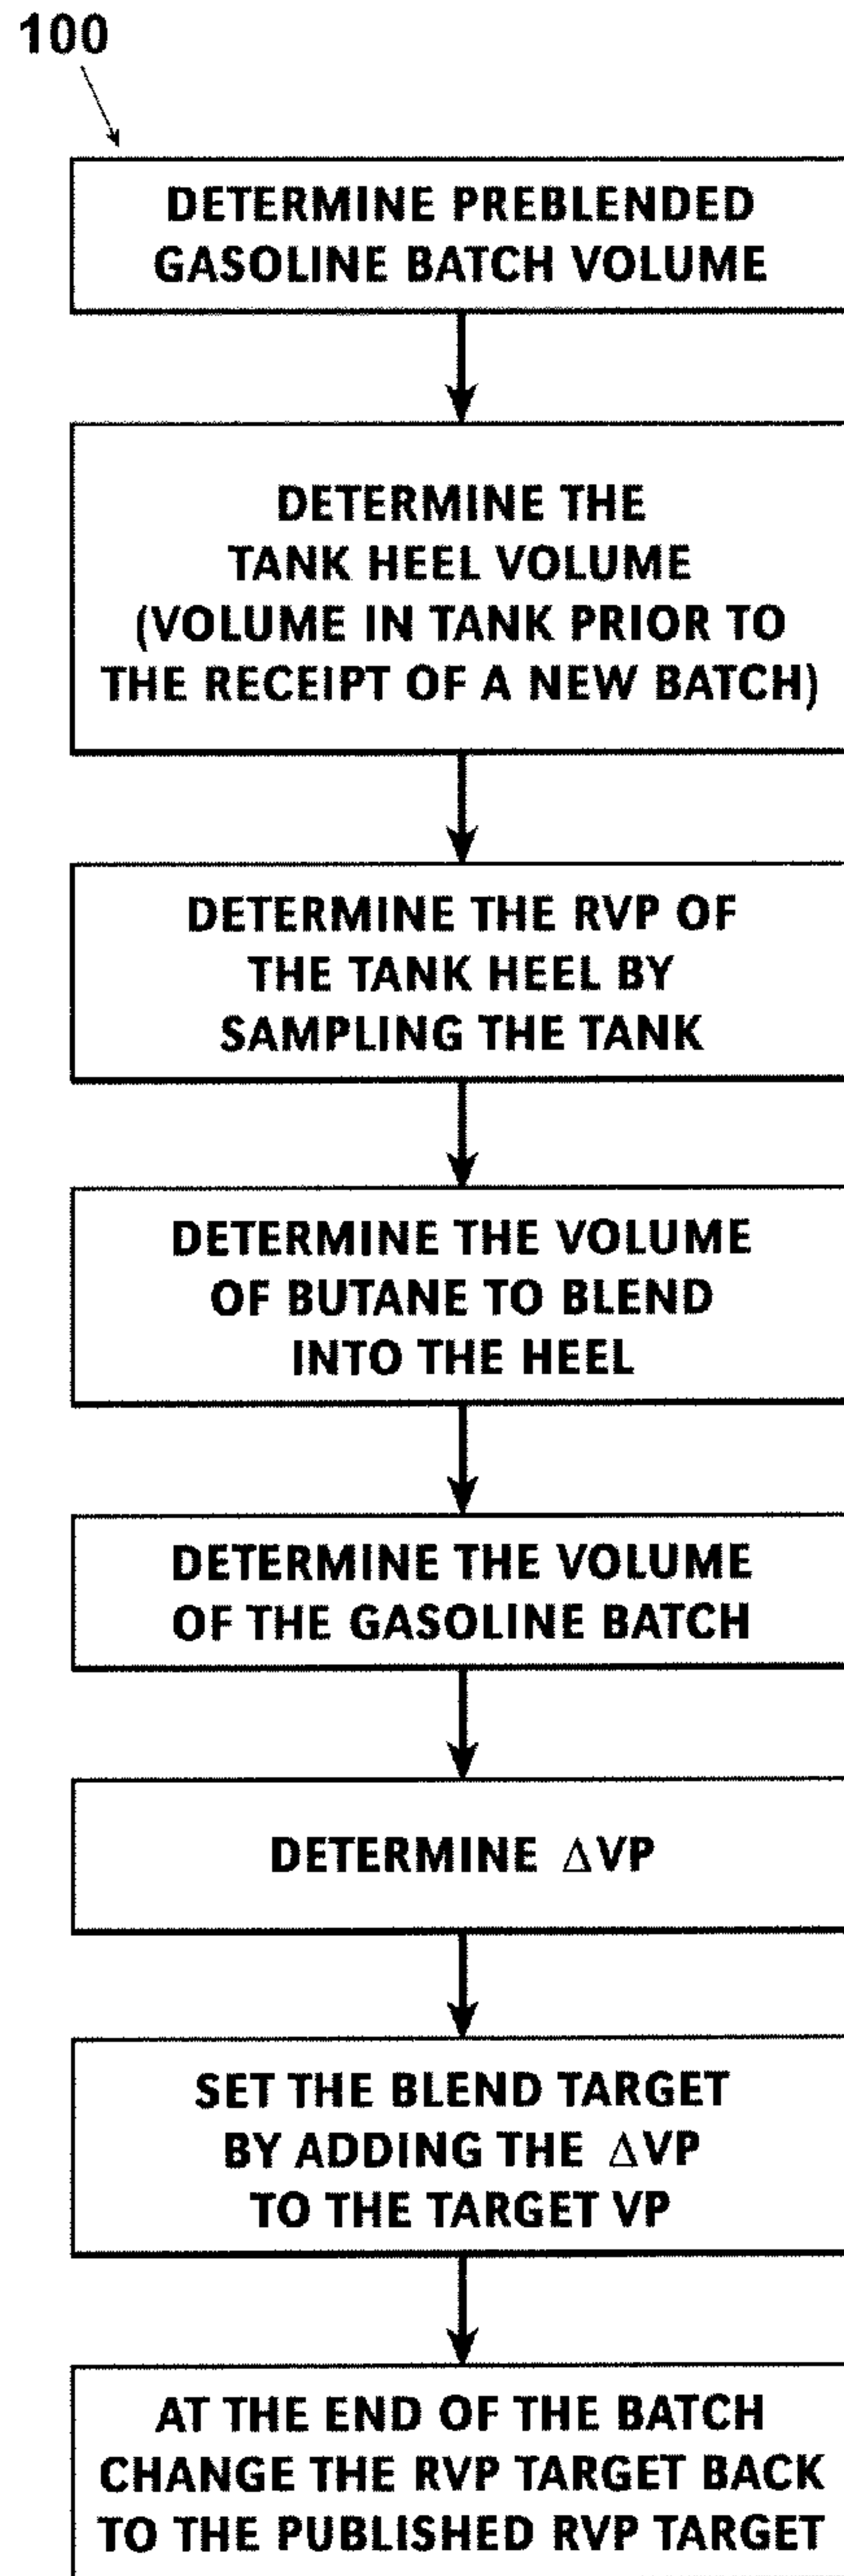 100
DETERMINE PREBLENDED
GASOLINE BATCH VOLUME
DETERMINE THE
TANK HEEL VOLUME
(VOLUME IN TANK PRIOR TO
THE RECEIPT OF A NEW BATCH)
DETERMINE THE RVP OF
THE TANK HEEL BY
SAMPLING THE TANK
DETERMINE THE VOLUME
OF BUTANE TO BLEND
INTO THE HEEL
DETERMINE THE VOLUME
OF THE GASOLINE BATCH
DETERMINE ΔVP
SET THE BLEND TARGET
BY ADDING THE ΔVP
TO THE TARGET VP
AT THE END OF THE BATCH
CHANGE THE RVP TARGET BACK
TO THE PUBLISHED RVP TARGET